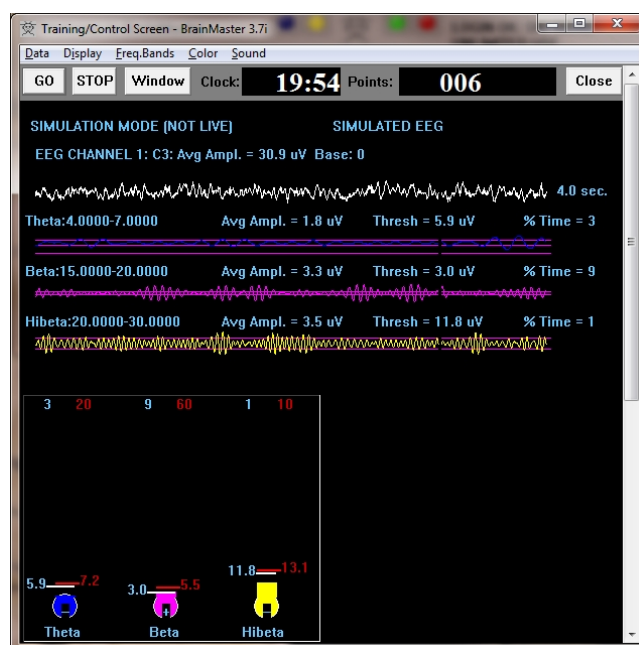 Training/Control Screen - BrainMaster 3.7i
Data Display Freq.Bands Color Sound
GO STOP Window Clock: 19:54 Points: 006 Close
SIMULATION MODE (NOT LIVE) SIMULATED EEG
EEG CHANNEL 1: C3: Avg Ampl. = 30.9 uV Base: 0
4.0 sec.
Theta:4.0000-7.0000 Avg Ampl. = 1.8 uV Thresh = 5.9 uV % Time = 3
Beta:15.0000-20.0000 Avg Ampl. = 3.3 uV Thresh = 3.0 uV % Time = 9
Hibeta:20.0000-30.0000 Avg Ampl. = 3.5 uV Thresh = 11.8 uV % Time = 1
3 20 9 60 1 10
11.8 13.1
5.9 7.2 3.0 5.5
- + -
Theta Beta Hibeta